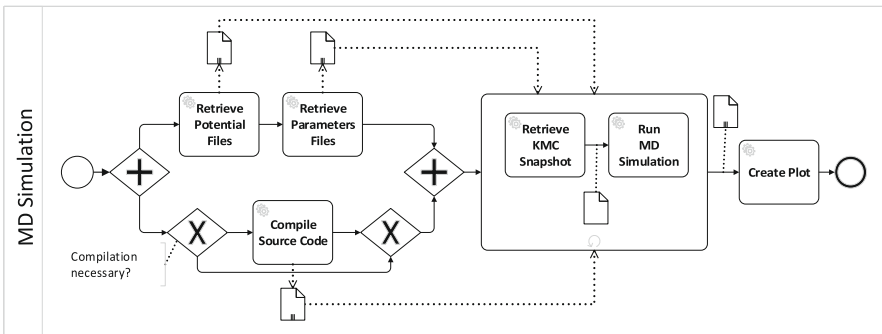 MD Simulation
Retrieve
Potential
Files
Retrieve
Parameters
Files
Compilation
necessary?
X
Compile
Source Code
X
Retrieve
KMC
Snapshot
Run
MD
Simulation
Create Plot